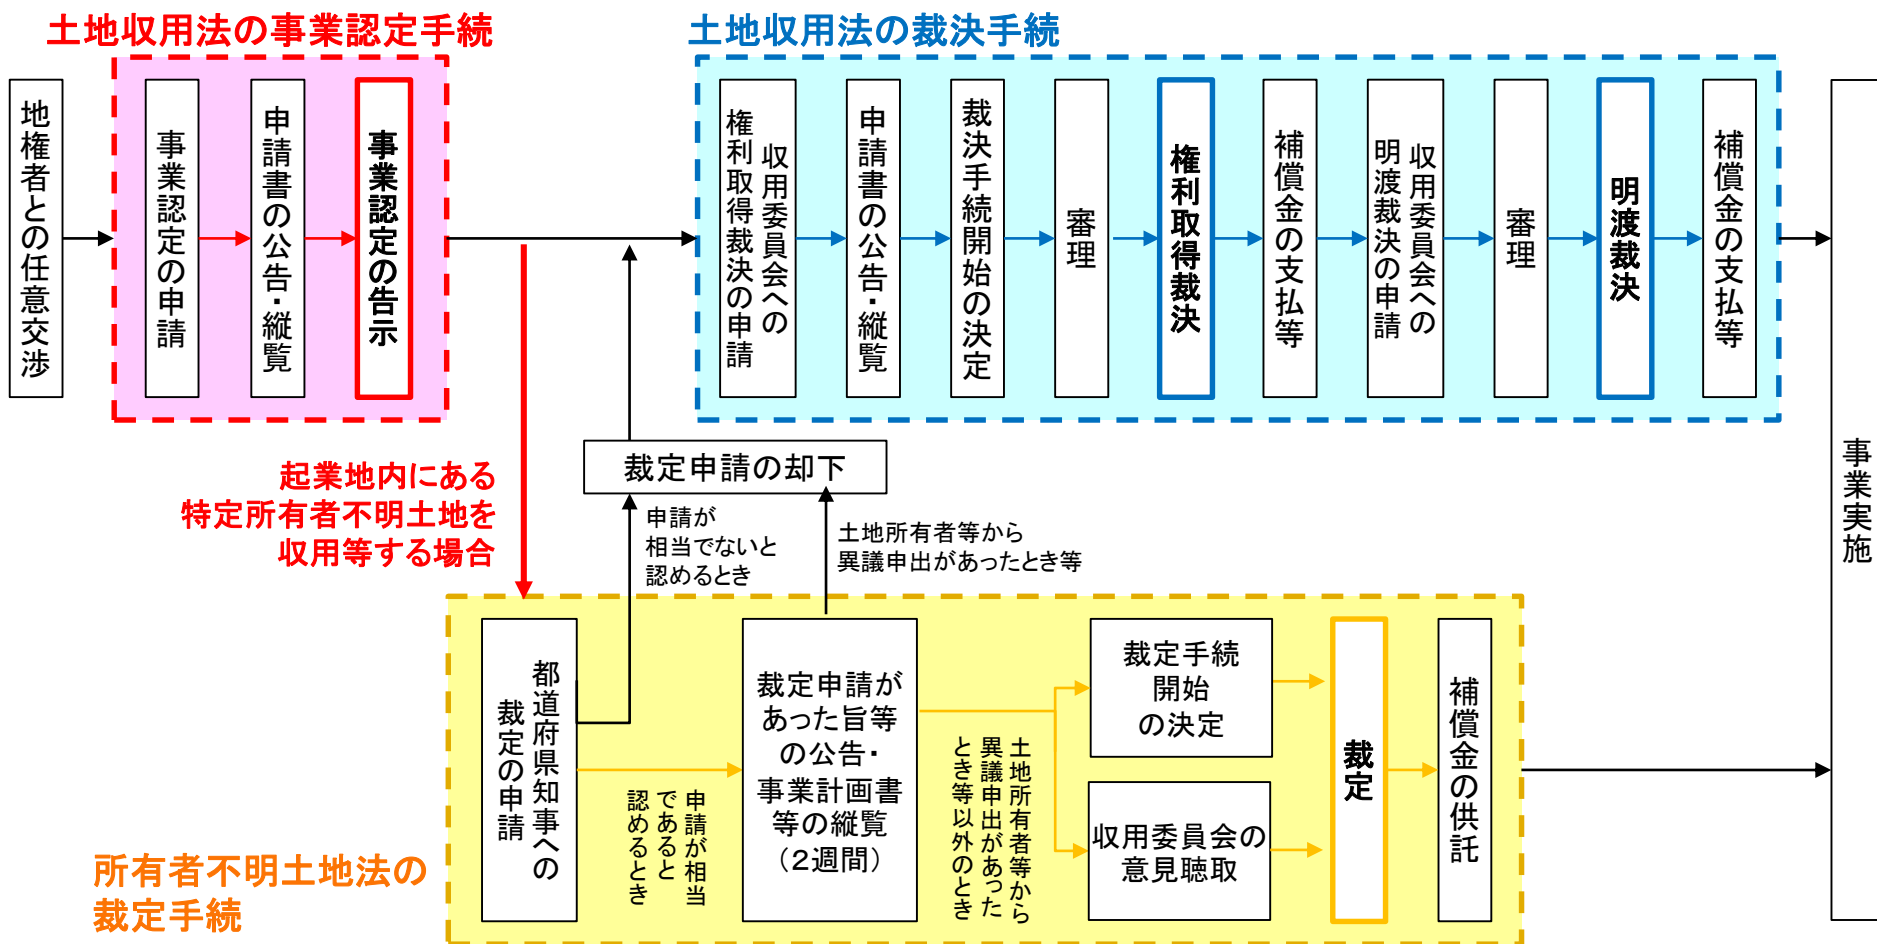 土地収用法の事業認定手続
土地収用法の裁決手続
地権者との任意交渉
事業認定の申請
申請書の公告・縦覧
事業認定の告示
収用委員会への
権利取得裁決の申請
申請書の公告・縦覧
裁決手続開始の決定
審理
権利取得裁決
補償金の支払等
収用委員会への
明渡裁決の申請
審理
明渡裁決
補償金の支払等
事業実施
裁定申請の却下
起業地内にある
特定所有者不明土地を
収用等する場合
申請が
相当でないと
認めるとき
土地所有者等から
異議申出があったとき等
都道府県知事への
裁定の申請
申請が相当
であると
認めるとき
裁定申請が
あった旨等
の公告・
事業計画書
等の縦覧
（2週間）
土地所有者等から
異議申出があった
とき等以外のとき
裁定手続
開始
の決定
収用委員会の
意見聴取
裁定
補償金の供託
所有者不明土地法の
裁定手続